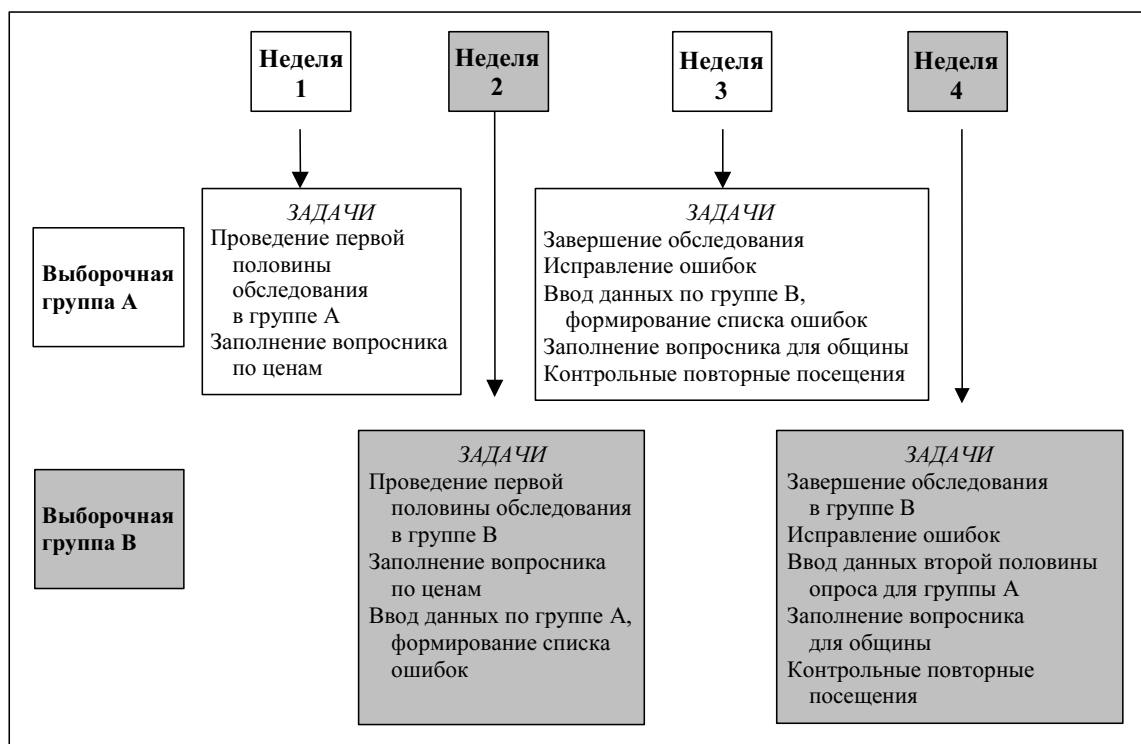 Неделя
1
Неделя
2
Неделя
3
Неделя
4
Выборочная
группа А
ЗАДАЧИ
Проведение первой
половины
обследования
в группе А
Заполнение вопросника
по ценам
ЗАДАЧИ
Завершение обследования
Исправление ошибок
Ввод данных по группе В,
формирование списка ошибок
Заполнение вопросника для общины
Контрольные повторные посещения
Выборочная
группа В
ЗАДАЧИ
Проведение первой
половины обследования
в группе В
Заполнение вопросника
по ценам
Ввод данных по группе А,
формирование списка
ошибок
ЗАДАЧИ
Завершение обследования
в группе В
Исправление ошибок
Ввод данных второй половины
опроса для группы А
Заполнение вопросника
для общины
Контрольные повторные
посещения